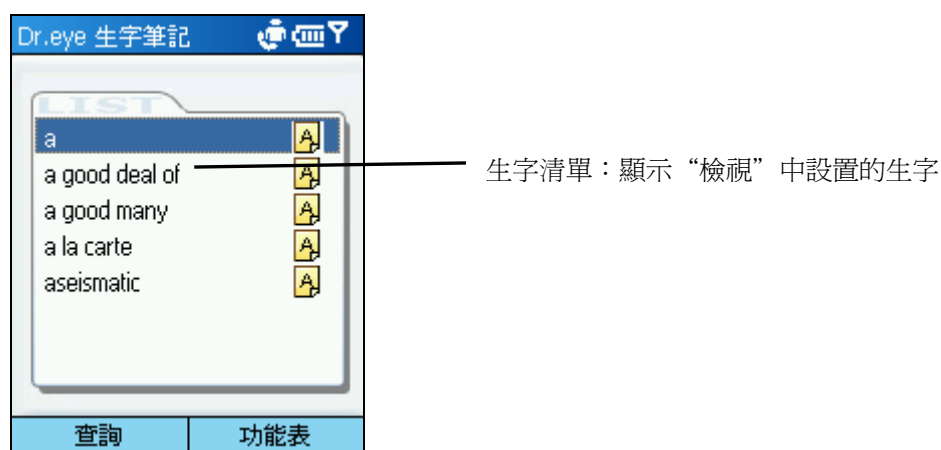 Dr.eye 生字筆記
LIST
a
a good deal of
a good many
a la carte
aseismatic
查詢 功能表
生字清單：顯示“檢視”中設置的生字